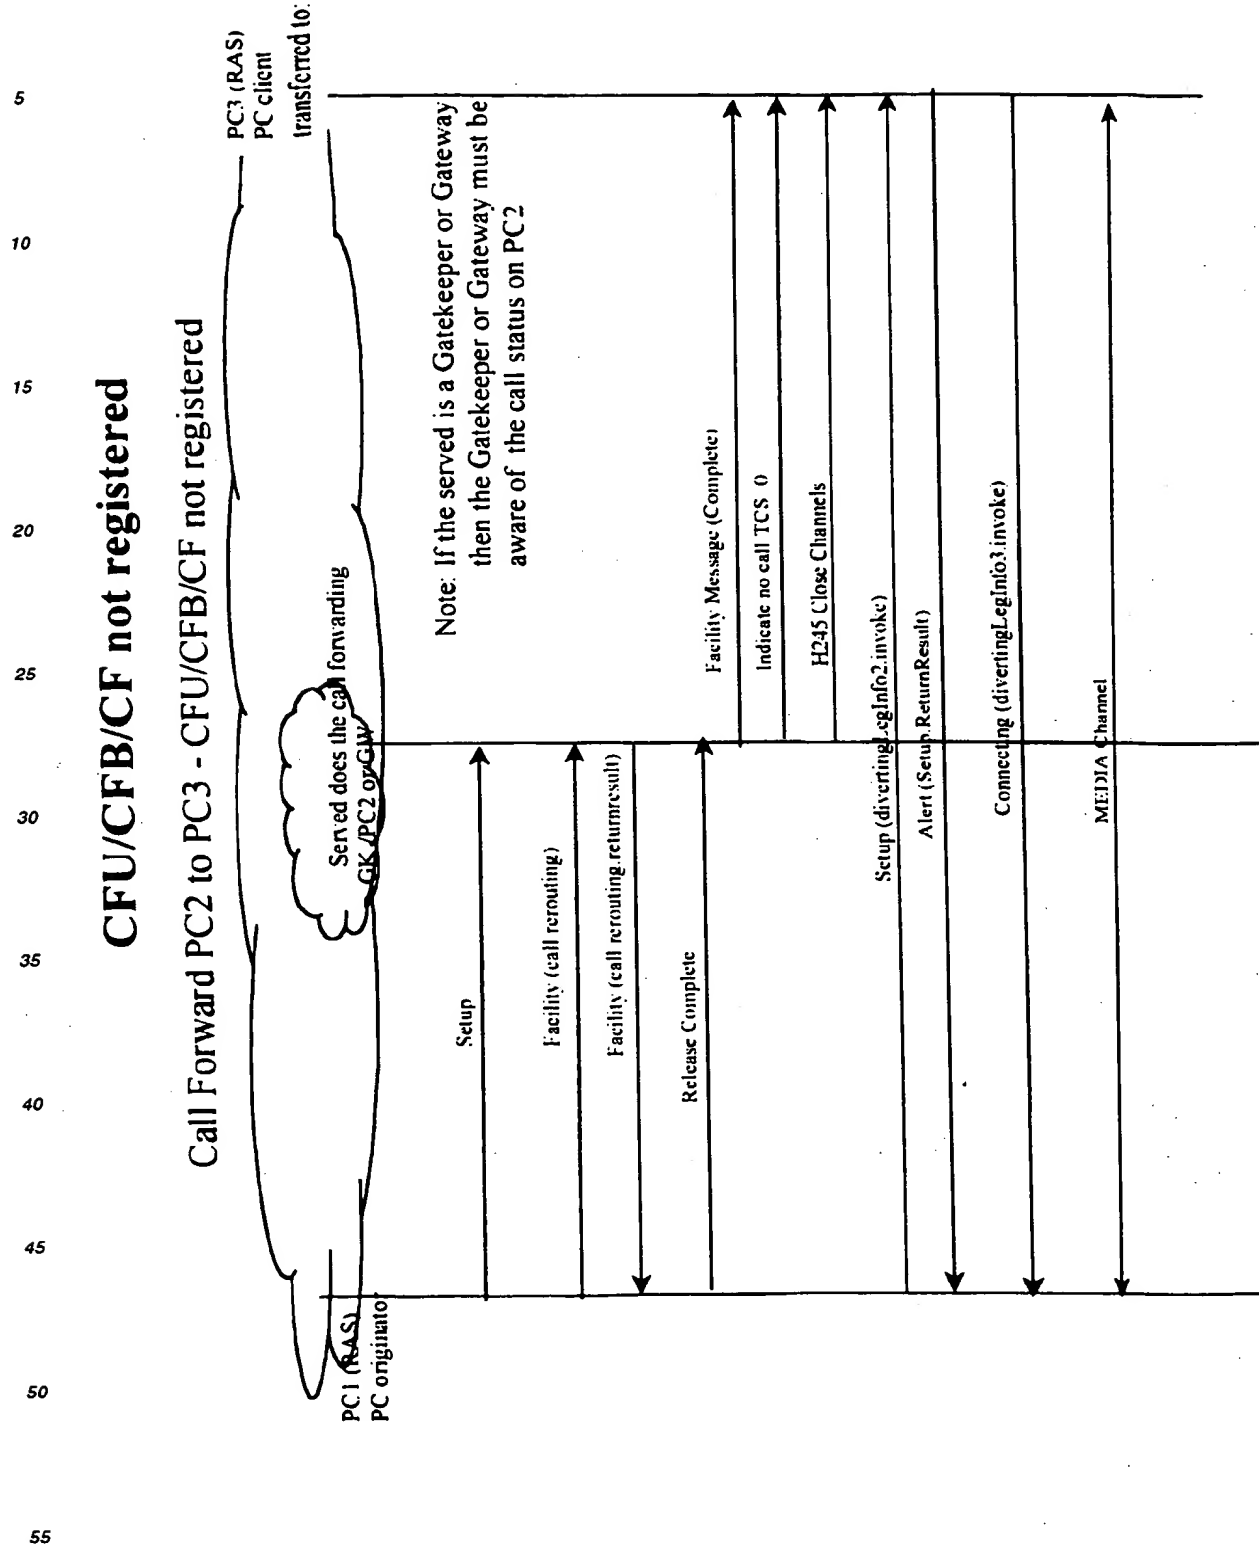 CFU/CFB/CF not registered
Call Forward PC2 to PC3 - CFU/CFB/CF not registered
PC3 (RAS)
PC client
transferred to:
Served does the call forwarding
GK /PC2 or GW
PC1 (RAS)
PC originator
Note: If the served is a Gatekeeper or Gateway
then the Gatekeeper or Gateway must be
aware of the call status on PC2
Setup
Facility (call rerouting)
Facility (call rerouting.returnresult)
Release Complete
Facility Message (Complete)
Indicate no call TCS 0
H245 Close Channels
Setup (divertingLegInfo2.invoke)
Alert (Setup.ReturnResult)
Connecting (divertingLegInfo3.invoke)
MEDIA Channel
5
10
15
20
25
30
35
40
45
50
55